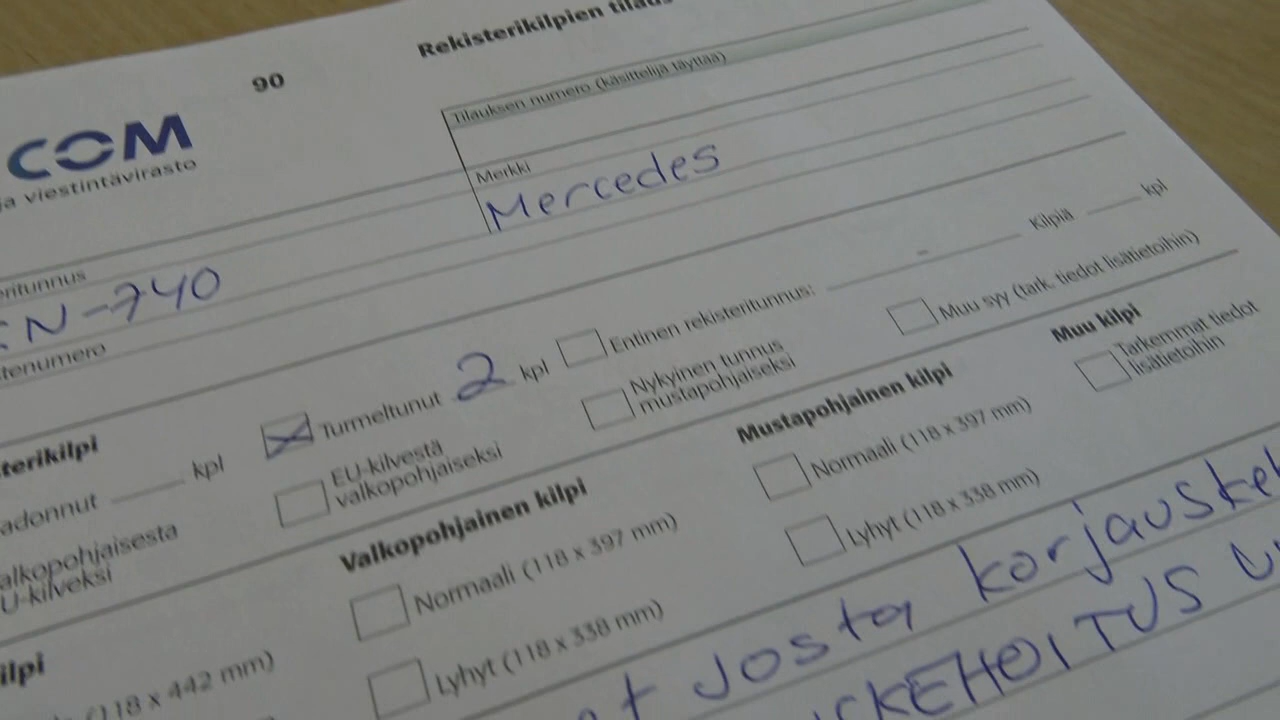 Rekisterikilpien tilaus
90
COM
ja viestintävirasto
Tilauksen numero (käsittelijä täyttää)
Merkki
Mercedes
eritunnus
N-740
tenumero
Kilpiä kpl
Entinen rekisteritunnus:
Muu syy (tark. tiedot lisätietoihin)
Turmeltunut 2 kpl
Nykyinen tunnus
mustapohjaiseksi
Muu kilpi
Tarkemmat tiedot
lisätietoihin
terikilpi
adonnut kpl
EU-kilvestä
valkopohjaiseksi
Mustapohjainen kilpi
Normaali (118 x 397 mm)
Lyhyt (118 x 338 mm)
alkopohjaisesta
U-kilveksi
Valkopohjainen kilpi
Normaali (118 x 397 mm)
Lyhyt (118 x 338 mm)
ilpi
(118 x 442 mm)
Josta korjauske
KEHOITUS